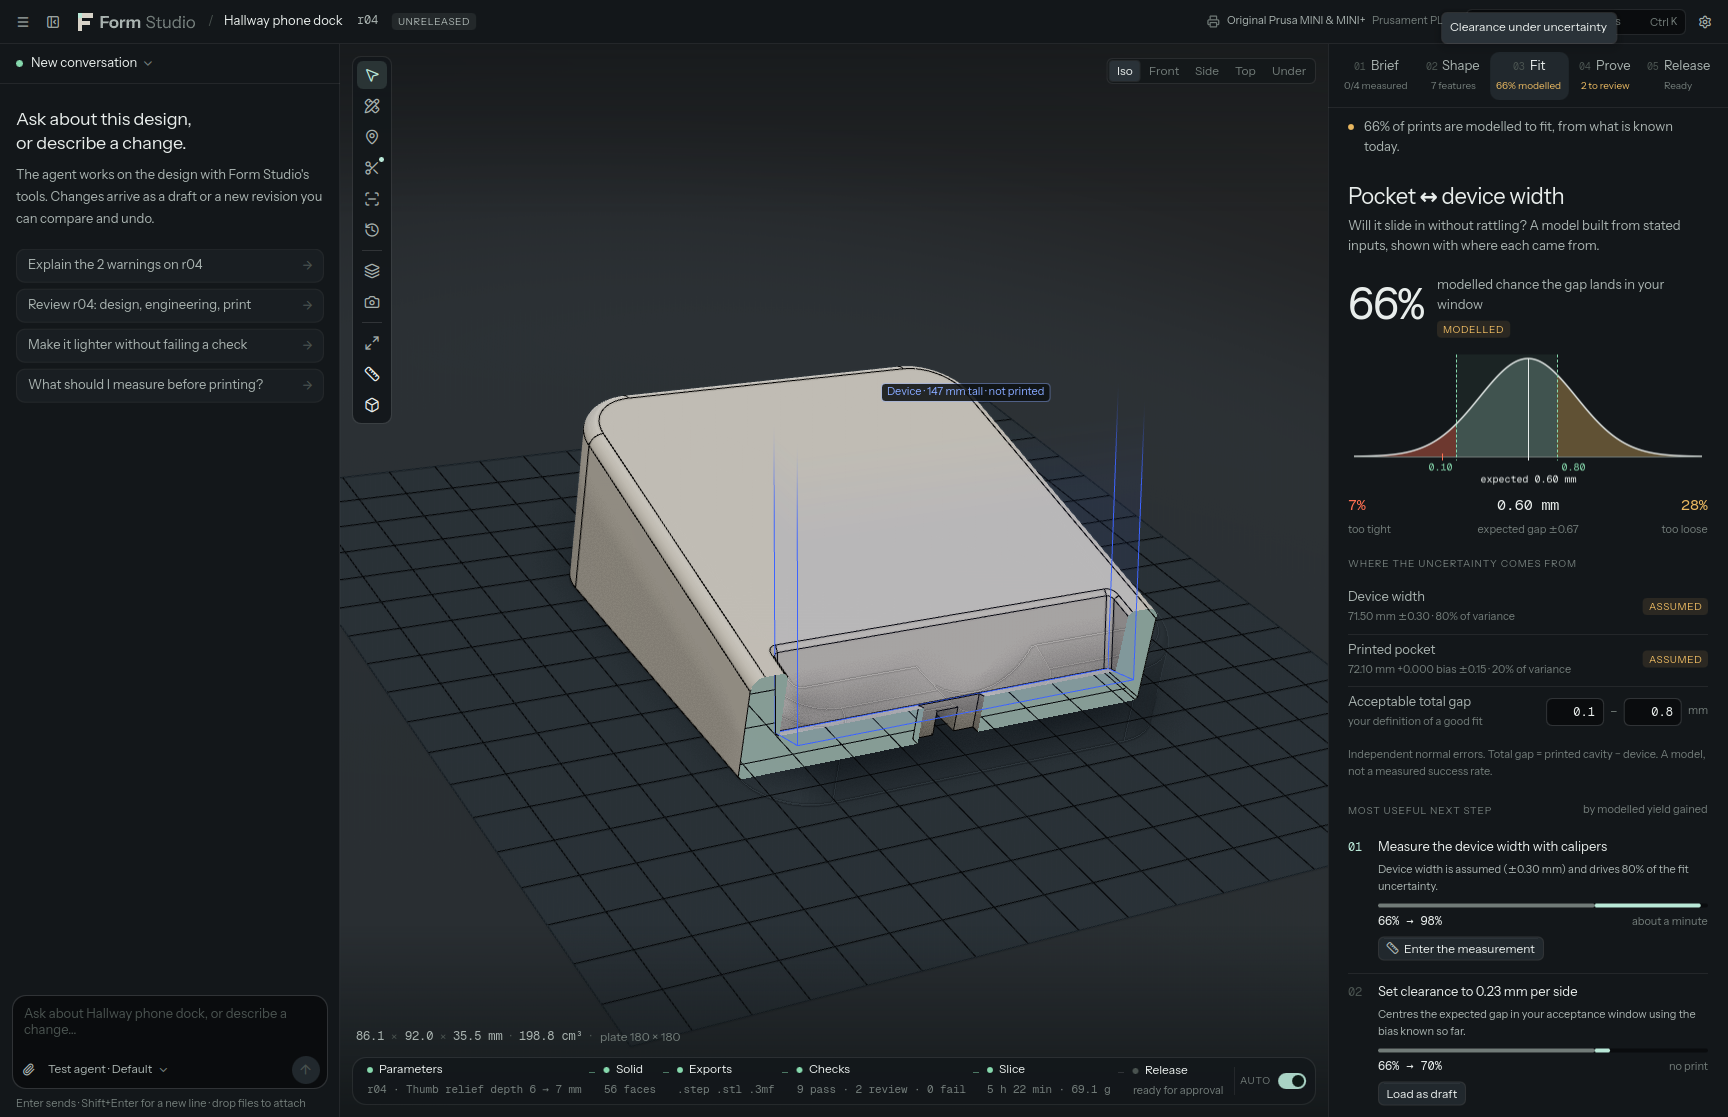 Form Studio / Hallway phone dock r04 UNRELEASED
Original Prusa MINI & MINI+ Prusament PL
Clearance under uncertainty
Ctrl K
New conversation
Ask about this design,
or describe a change.
The agent works on the design with Form Studio's
tools. Changes arrive as a draft or a new revision you
can compare and undo.
Explain the 2 warnings on r04
Review r04: design, engineering, print
Make it lighter without failing a check
What should I measure before printing?
Ask about Hallway phone dock, or describe a
change...
Test agent · Default
Enter sends · Shift+Enter for a new line · drop files to attach
Iso Front Side Top Under
Device · 147 mm tall · not printed
86.1 × 92.0 × 35.5 mm · 198.8 cm³ · plate 180 × 180
Parameters
r04 · Thumb relief depth 6 → 7 mm
Solid
56 faces
Exports
.step .stl .3mf
Checks
9 pass · 2 review · 0 fail
Slice
5 h 22 min · 69.1 g
Release
ready for approval
AUTO
01 Brief
0/4 measured
02 Shape
7 features
03 Fit
66% modelled
04 Prove
2 to review
05 Release
Ready
66% of prints are modelled to fit, from what is known
today.
Pocket ↔ device width
Will it slide in without rattling? A model built from stated
inputs, shown with where each came from.
66%
modelled chance the gap lands in your
window
MODELLED
0.10 0.80
expected 0.60 mm
7% 0.60 mm 28%
too tight expected gap ±0.67 too loose
WHERE THE UNCERTAINTY COMES FROM
Device width
71.50 mm ±0.30 · 80% of variance
ASSUMED
Printed pocket
72.10 mm +0.000 bias ±0.15 · 20% of variance
ASSUMED
Acceptable total gap
your definition of a good fit
0.1 – 0.8 mm
Independent normal errors. Total gap = printed cavity − device. A model,
not a measured success rate.
MOST USEFUL NEXT STEP by modelled yield gained
01 Measure the device width with calipers
Device width is assumed (±0.30 mm) and drives 80% of the fit
uncertainty.
66% → 98% about a minute
Enter the measurement
02 Set clearance to 0.23 mm per side
Centres the expected gap in your acceptance window using the
bias known so far.
66% → 70% no print
Load as draft